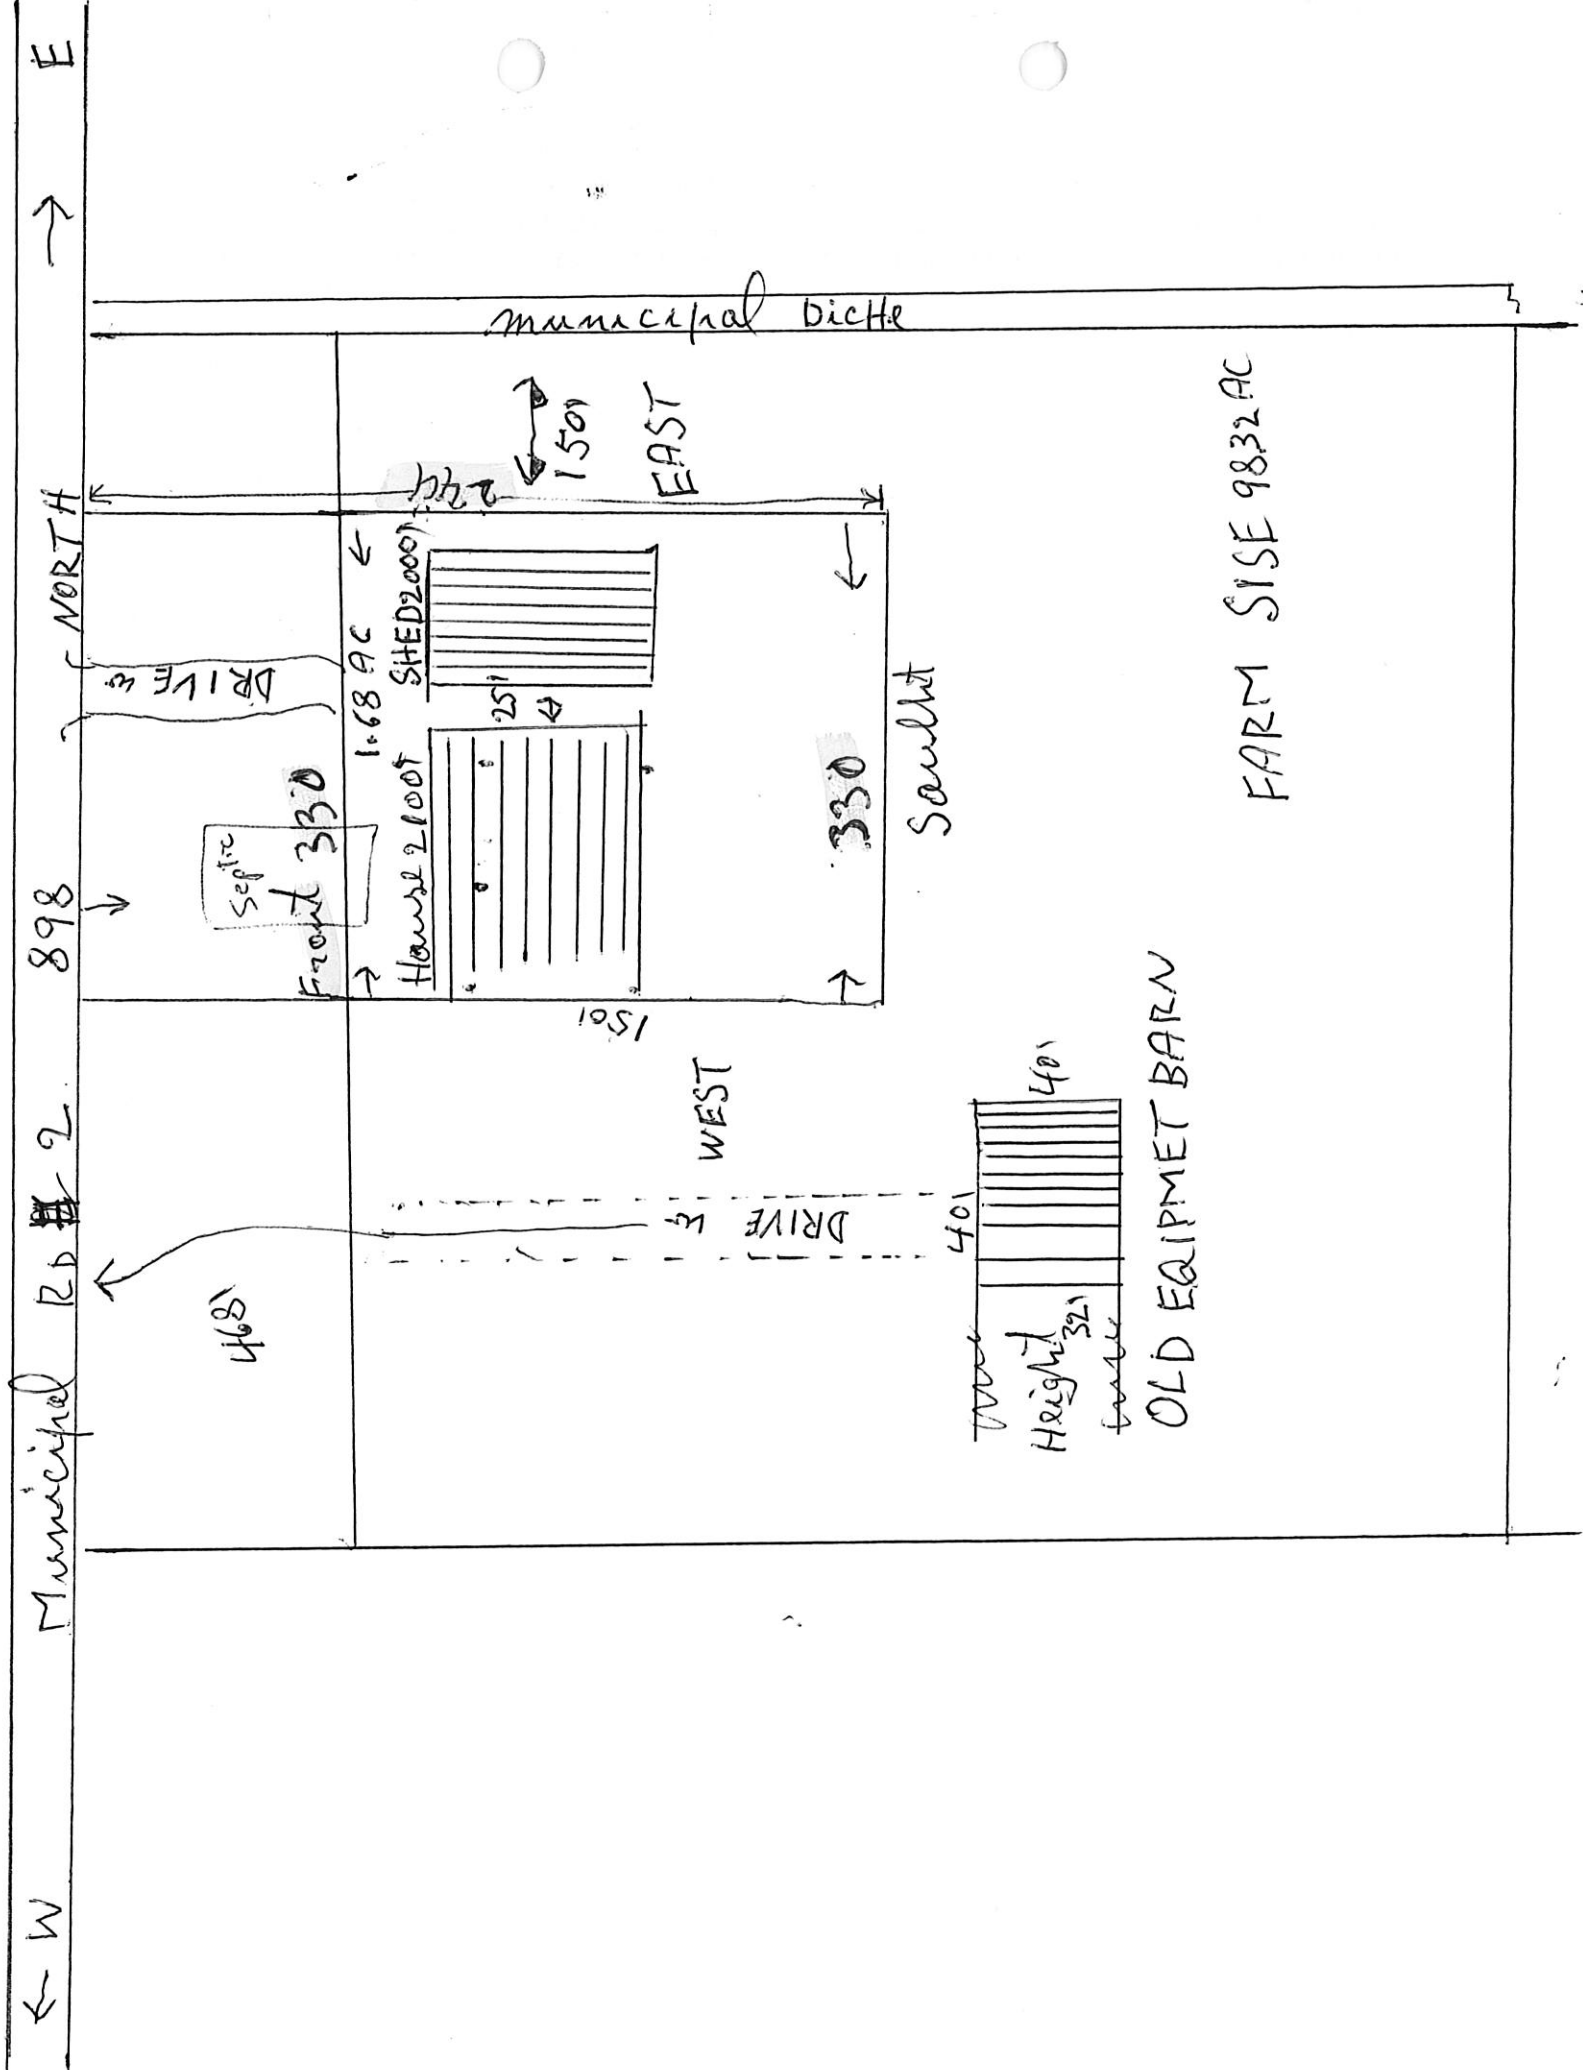 ← W Municipal RD # 2 898 NORTH → E
municipal DicHe
468'
Septic
DRIVE W
Front 330
1.68 AC
House 2100'
SHED 2000'
25'
244'
150'
EAST
150'
WEST
330
Soulht
DRIVE W
40'
40'
Height
32'
OLD EQIPMET BARN
FARM SISE 98.32 AC